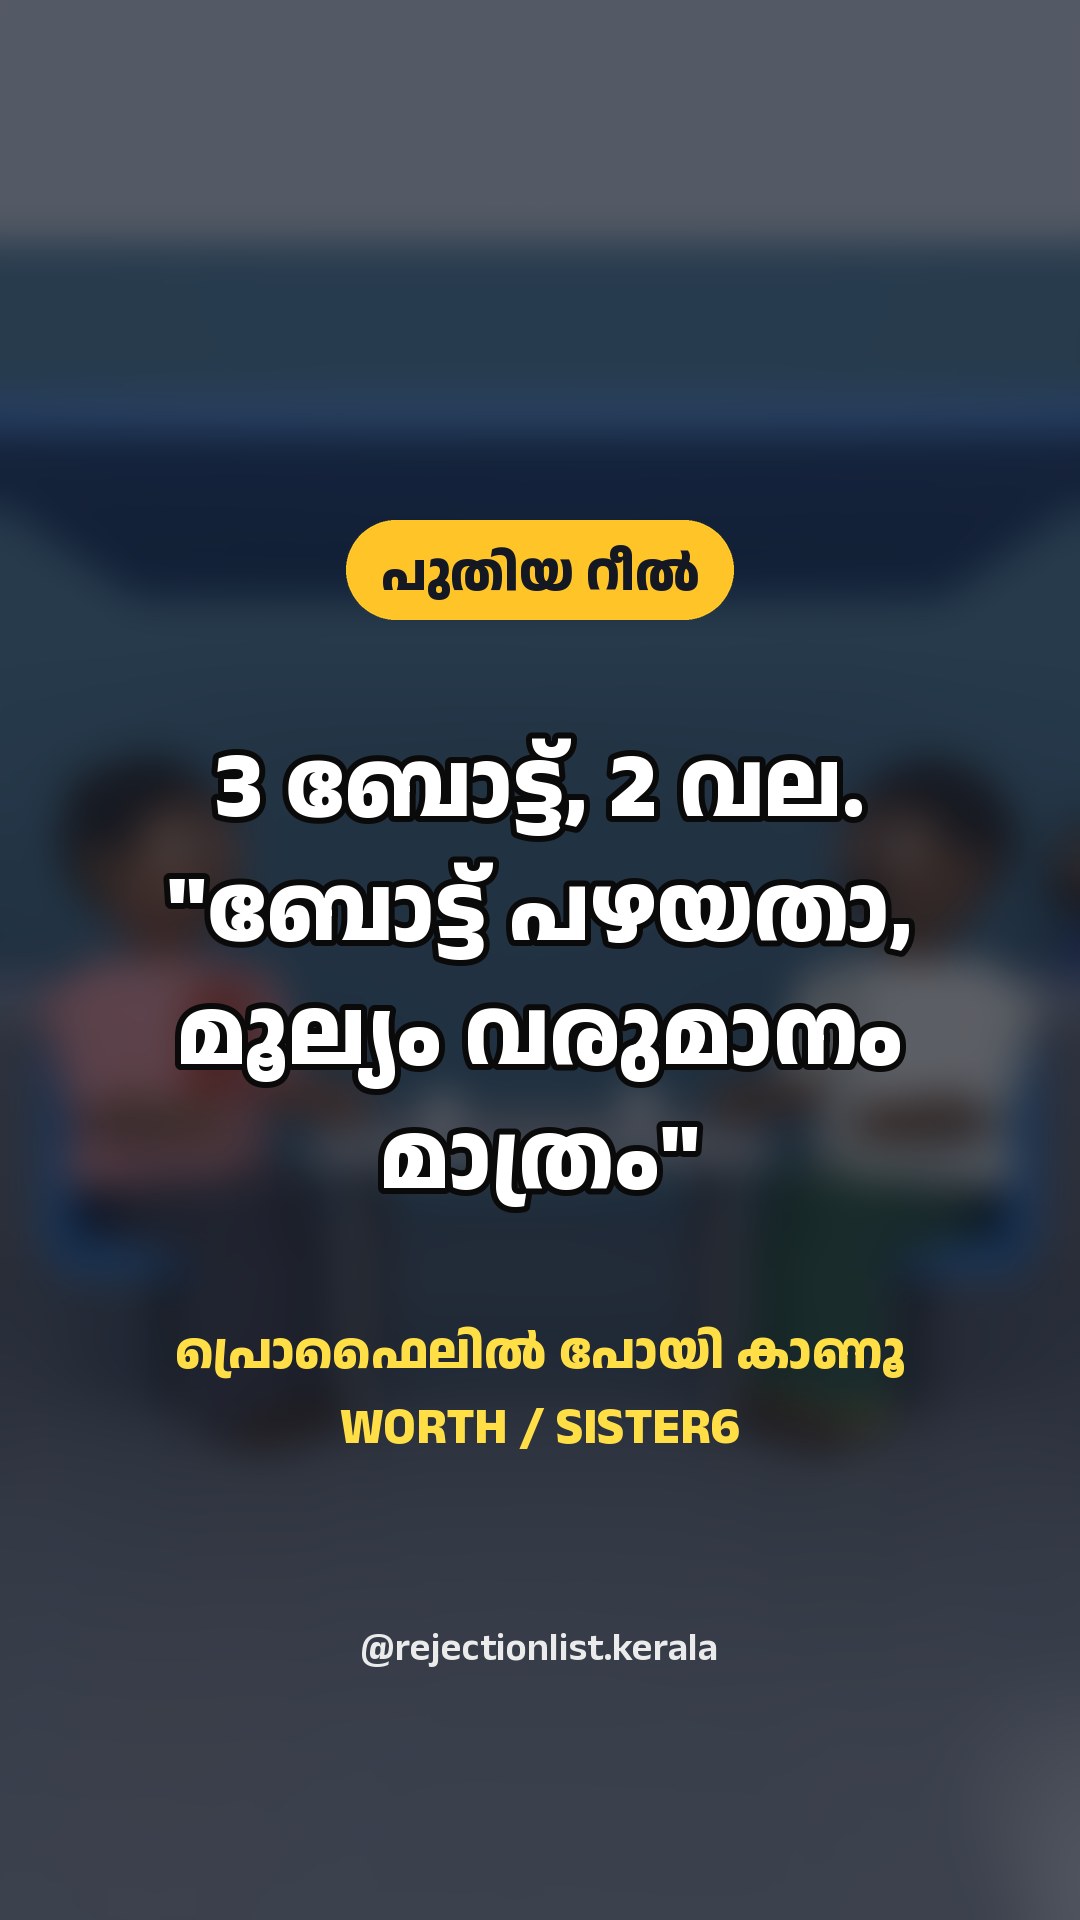 പുതിയ റീൽ
3 ബോട്ട്, 2 വല.
"ബോട്ട് പഴയതാ,
മൂല്യം വരുമാനം
മാത്രം"
പ്രൊഫൈലിൽ പോയി കാണൂ
WORTH / SISTER6
@rejectionlist.kerala